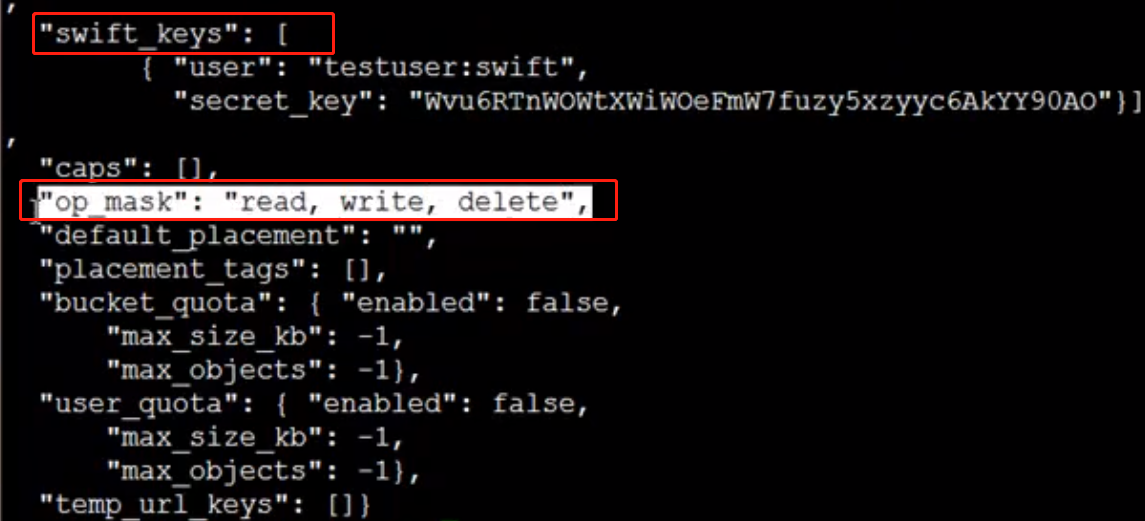 ,
"swift_keys": [
{ "user": "testuser:swift",
"secret_key": "Wvu6RTnWOWtXWiWOeFmW7fuzy5xzyyc6AkYY90AO"}]
,
"caps": [],
"op_mask": "read, write, delete",
"default_placement": "",
"placement_tags": [],
"bucket_quota": { "enabled": false,
"max_size_kb": -1,
"max_objects": -1},
"user_quota": { "enabled": false,
"max_size_kb": -1,
"max_objects": -1},
"temp_url_keys": []}